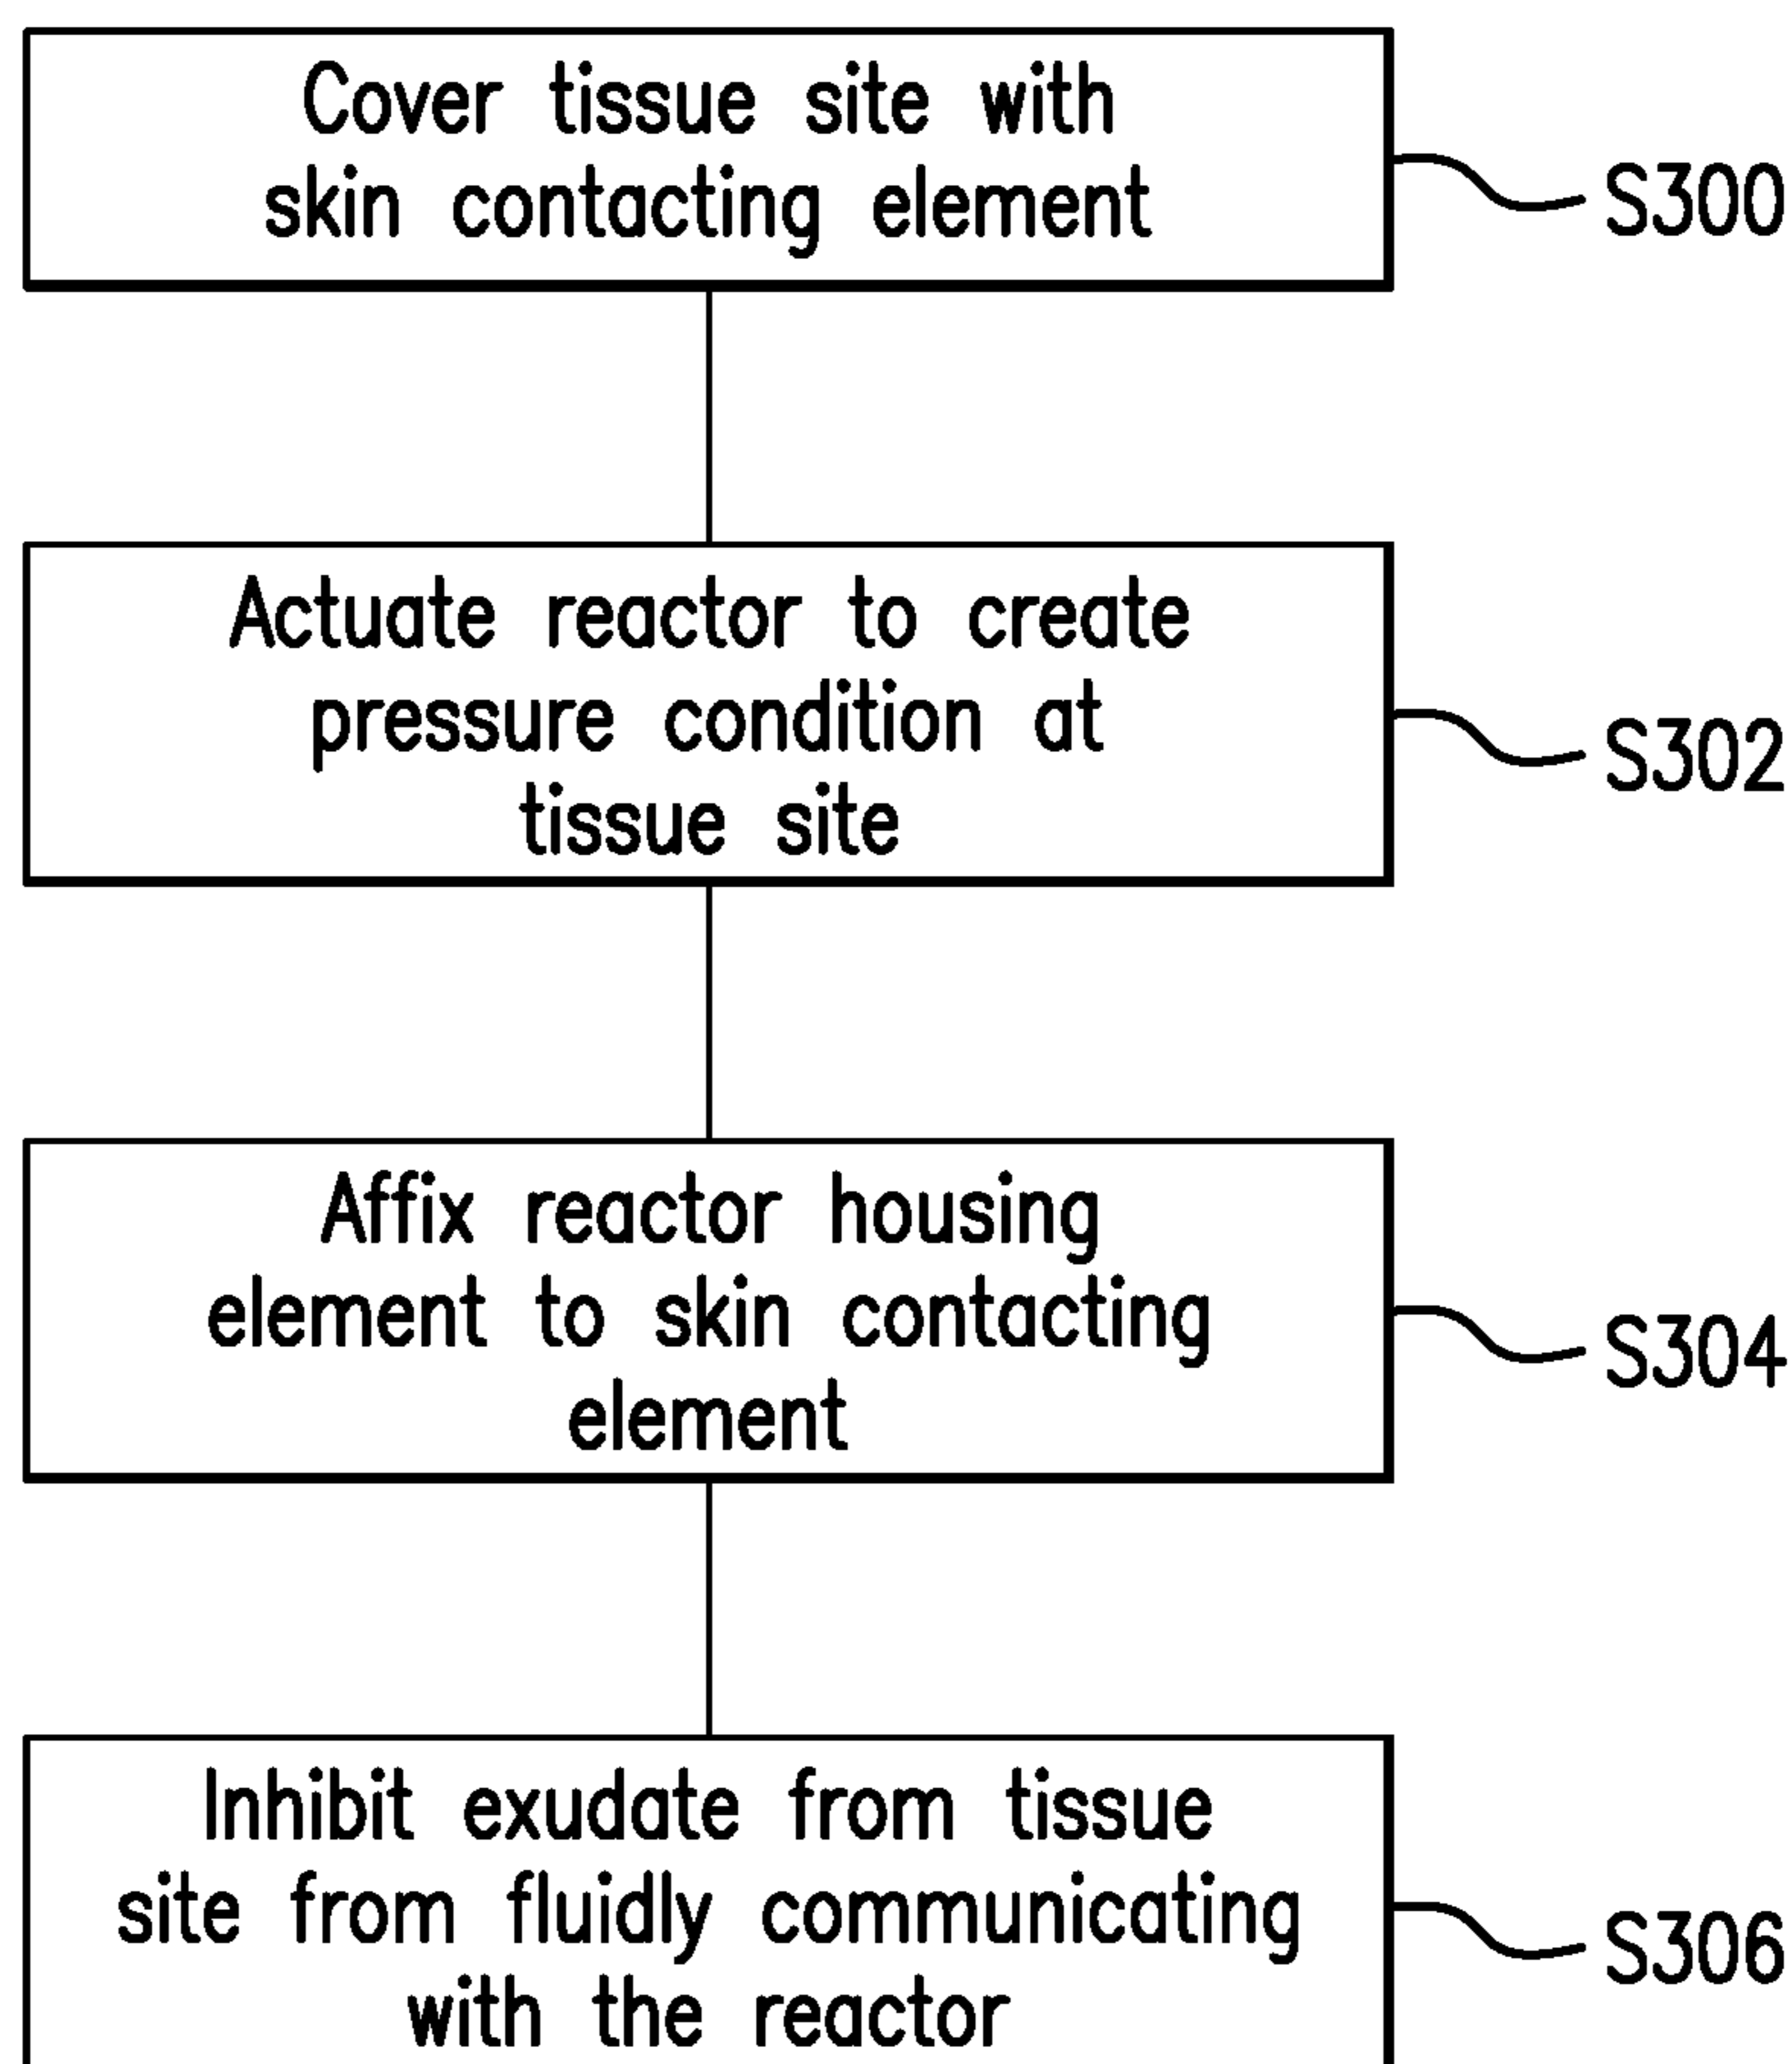 Cover tissue site with
skin contacting element
S300
Actuate reactor to create
pressure condition at
tissue site
S302
Affix reactor housing
element to skin contacting
element
S304
Inhibit exudate from tissue
site from fluidly communicating
with the reactor
S306